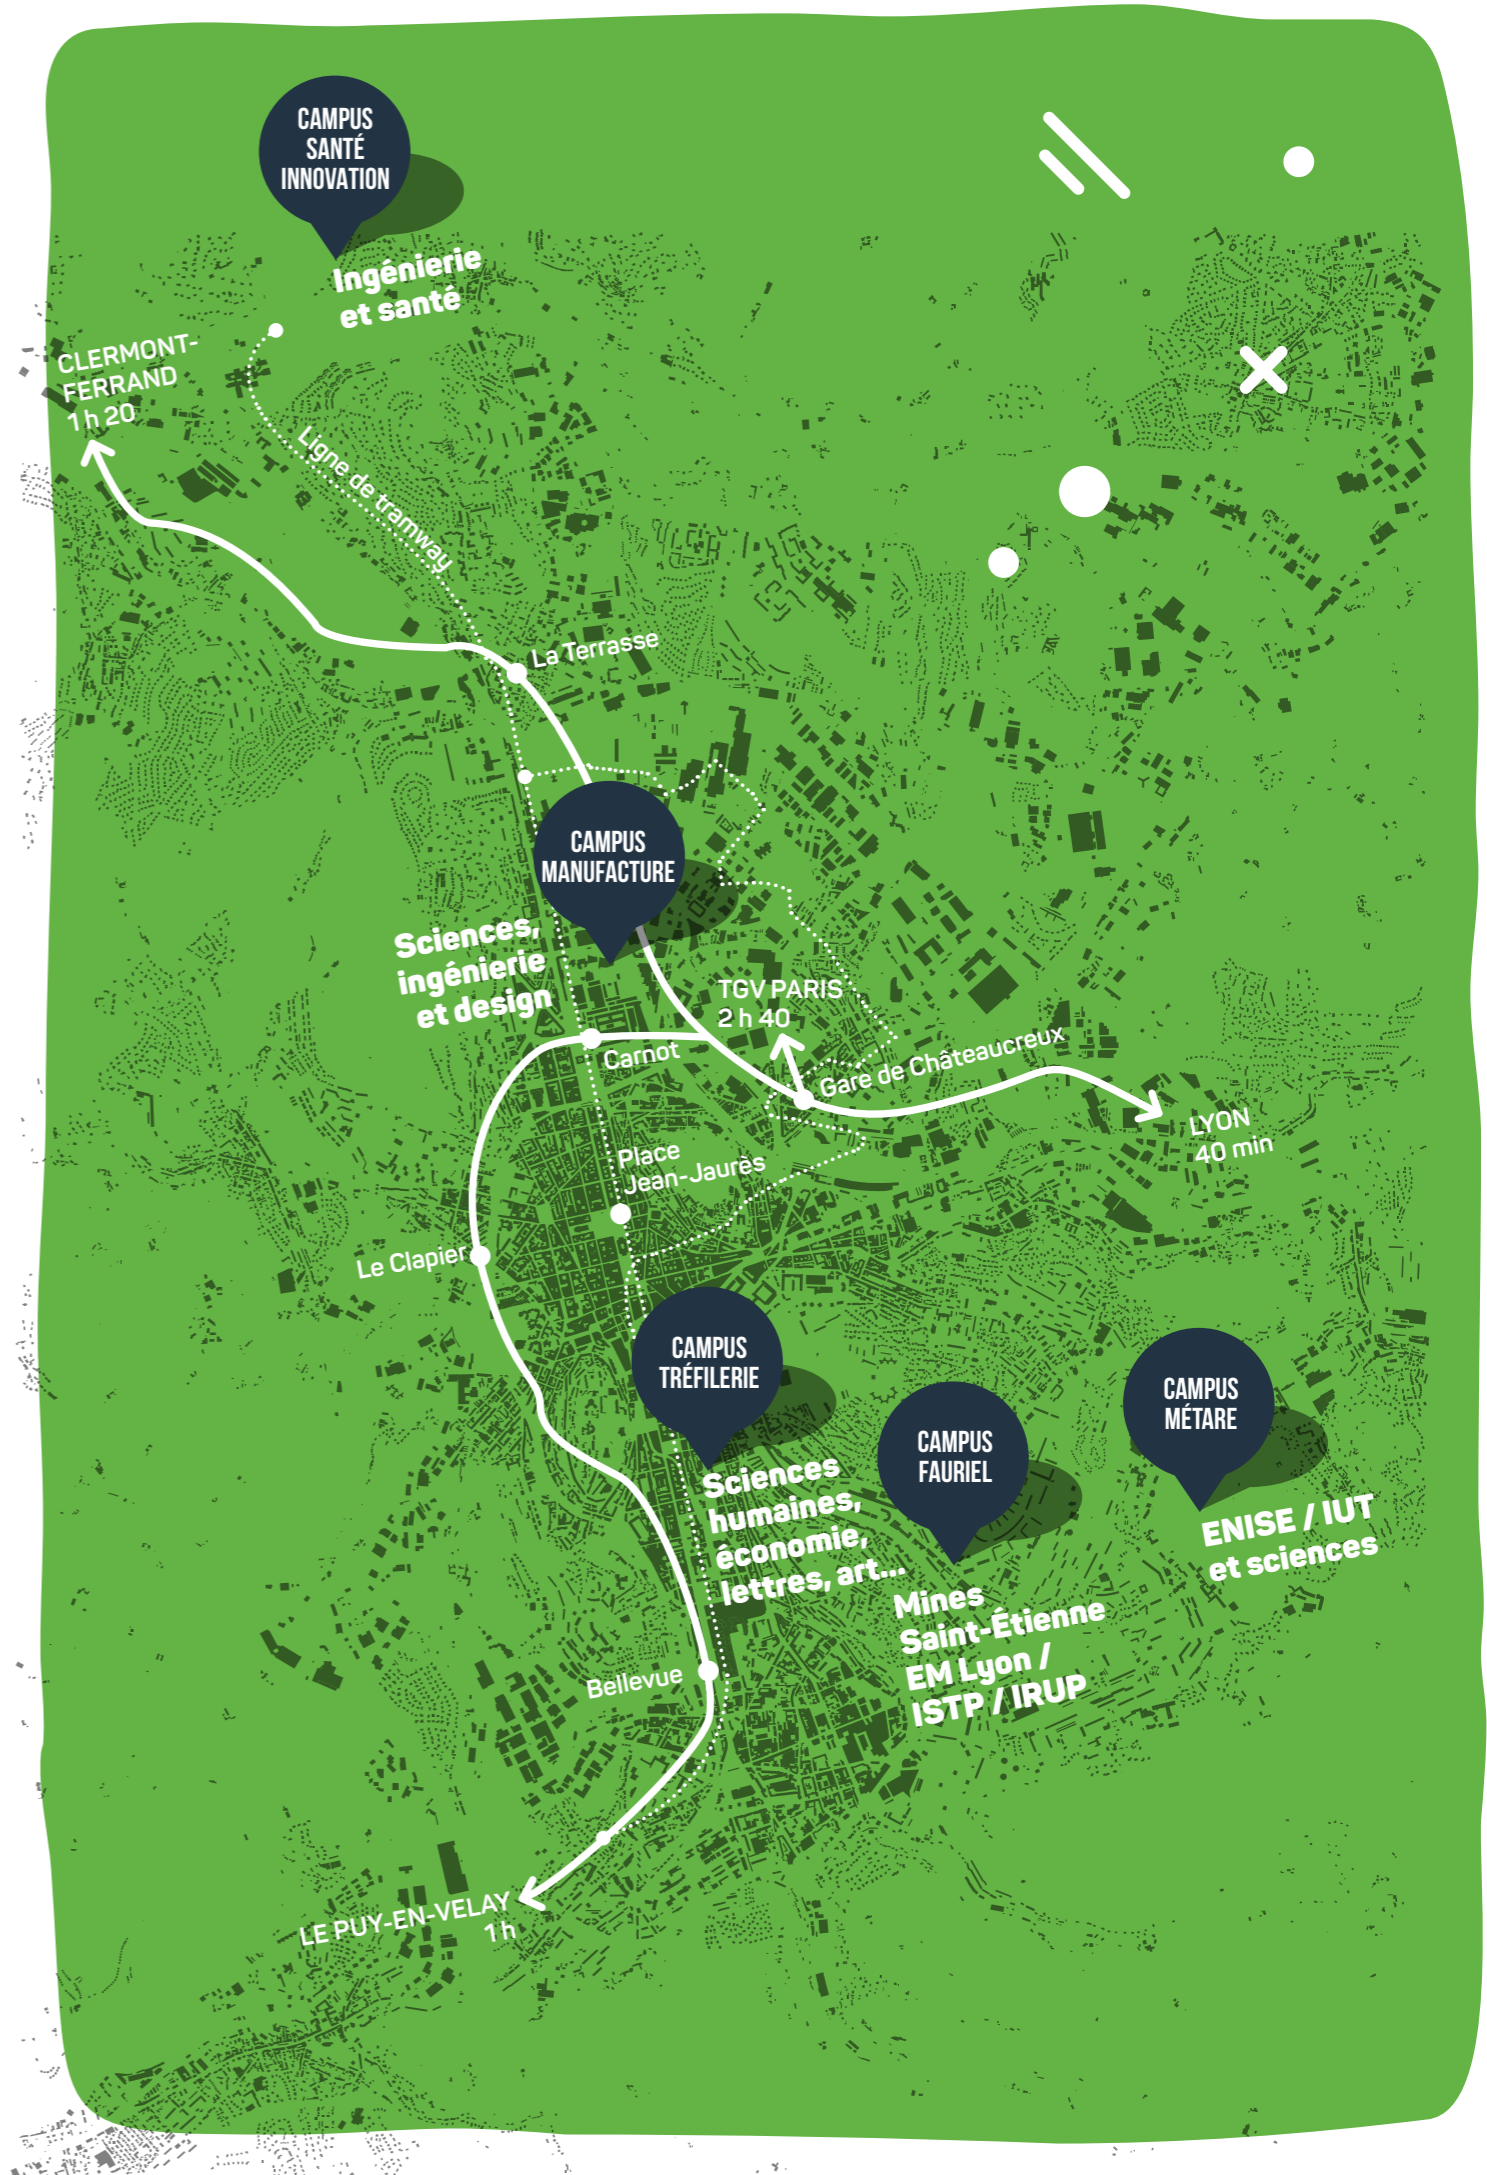 CAMPUS
SANTÉ
INNOVATION
Ingénierie
et santé
CLERMONT-
FERRAND
1 h 20
Ligne de tramway
La Terrasse
CAMPUS
MANUFACTURE
Sciences,
ingénierie
et design
TGV PARIS
2 h 40
Carnot
Gare de Châteaucreux
LYON
40 min
Place
Jean-Jaurès
Le Clapier
CAMPUS
TRÉFILERIE
Sciences
humaines,
économie,
lettres, art...
CAMPUS
FAURIEL
Mines
Saint-Étienne
EM Lyon /
ISTP / IRUP
CAMPUS
MÉTARE
ENISE / IUT
et sciences
Bellevue
LE PUY-EN-VELAY
1 h